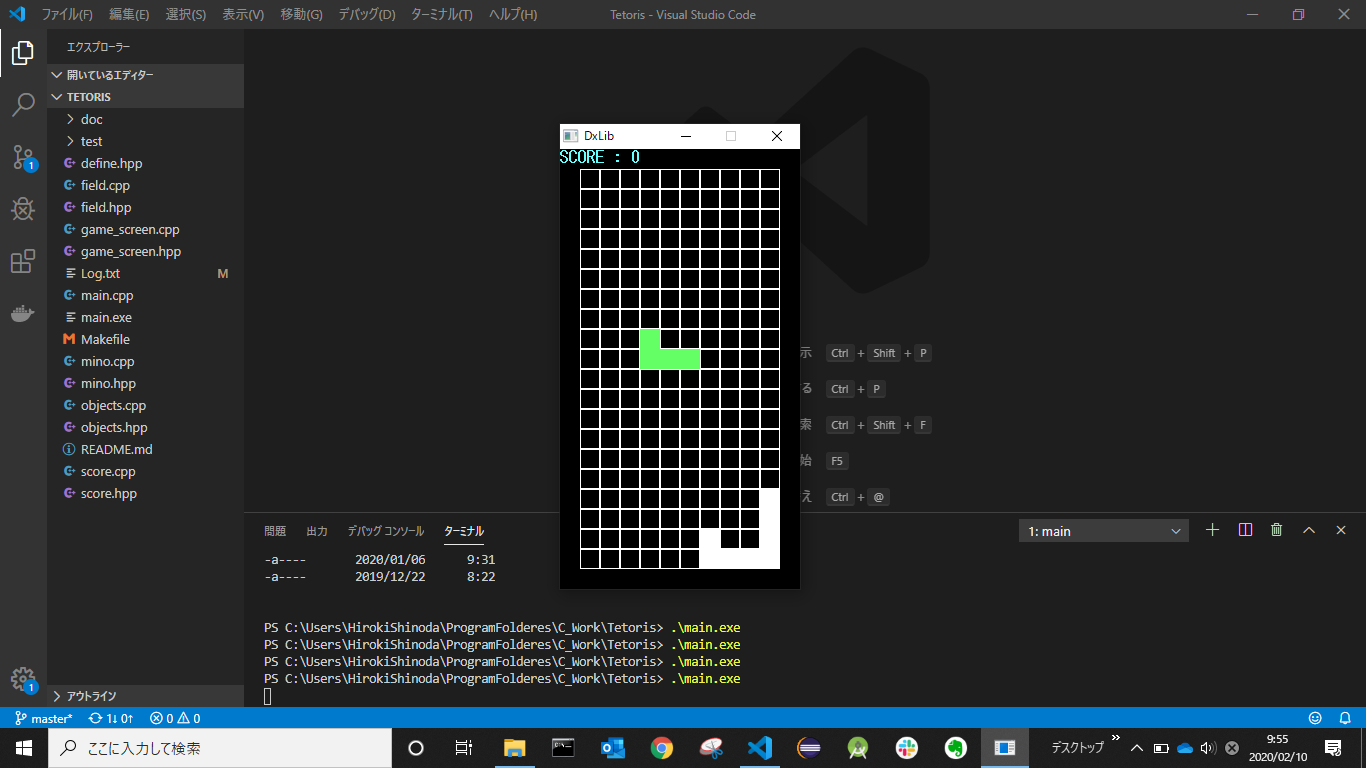 ファイル(F) 編集(E) 選択(S) 表示(V) 移動(G) デバッグ(D) ターミナル(T) ヘルプ(H) Tetoris - Visual Studio Code
エクスプローラー
開いているエディター
TETORIS
doc
test
define.hpp
field.cpp
field.hpp
game_screen.cpp
game_screen.hpp
Log.txt M
main.cpp
main.exe
Makefile
mino.cpp
mino.hpp
objects.cpp
objects.hpp
README.md
score.cpp
score.hpp
アウトライン
1
1
DxLib
SCORE : 0
示 Ctrl + Shift + P
る Ctrl + P
索 Ctrl + Shift + F
始 F5
え Ctrl + @
問題 出力 デバッグ コンソール ターミナル 1: main
-a---- 2020/01/06 9:31
-a---- 2019/12/22 8:22
PS C:\Users\HirokiShinoda\ProgramFolderes\C_Work\Tetoris> .\main.exe
PS C:\Users\HirokiShinoda\ProgramFolderes\C_Work\Tetoris> .\main.exe
PS C:\Users\HirokiShinoda\ProgramFolderes\C_Work\Tetoris> .\main.exe
PS C:\Users\HirokiShinoda\ProgramFolderes\C_Work\Tetoris> .\main.exe
master* 1↓ 0↑ 0 0
ここに入力して検索
デスクトップ
9:55
2020/02/10